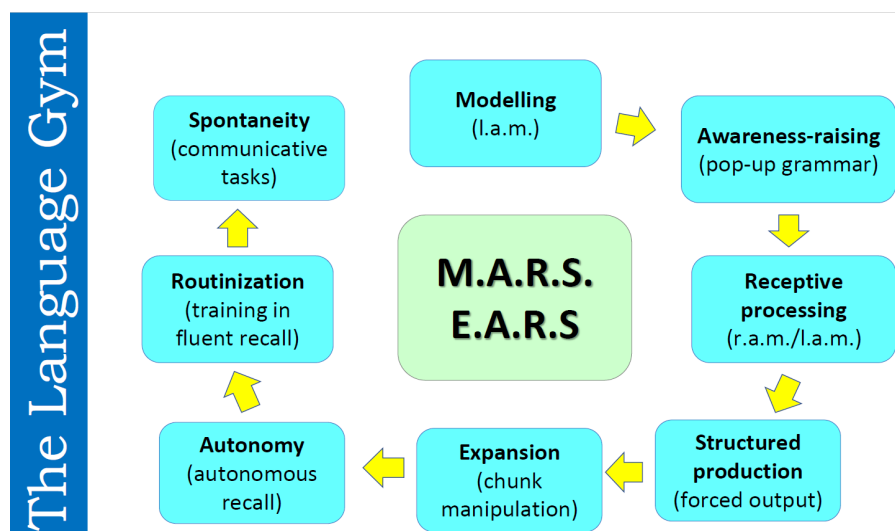 The Language Gym
Modelling
(l.a.m.)
Awareness-raising
(pop-up grammar)
Receptive
processing
(r.a.m./l.a.m.)
Structured
production
(forced output)
Expansion
(chunk
manipulation)
Autonomy
(autonomous
recall)
Routinization
(training in
fluent recall)
Spontaneity
(communicative
tasks)
M.A.R.S.
E.A.R.S